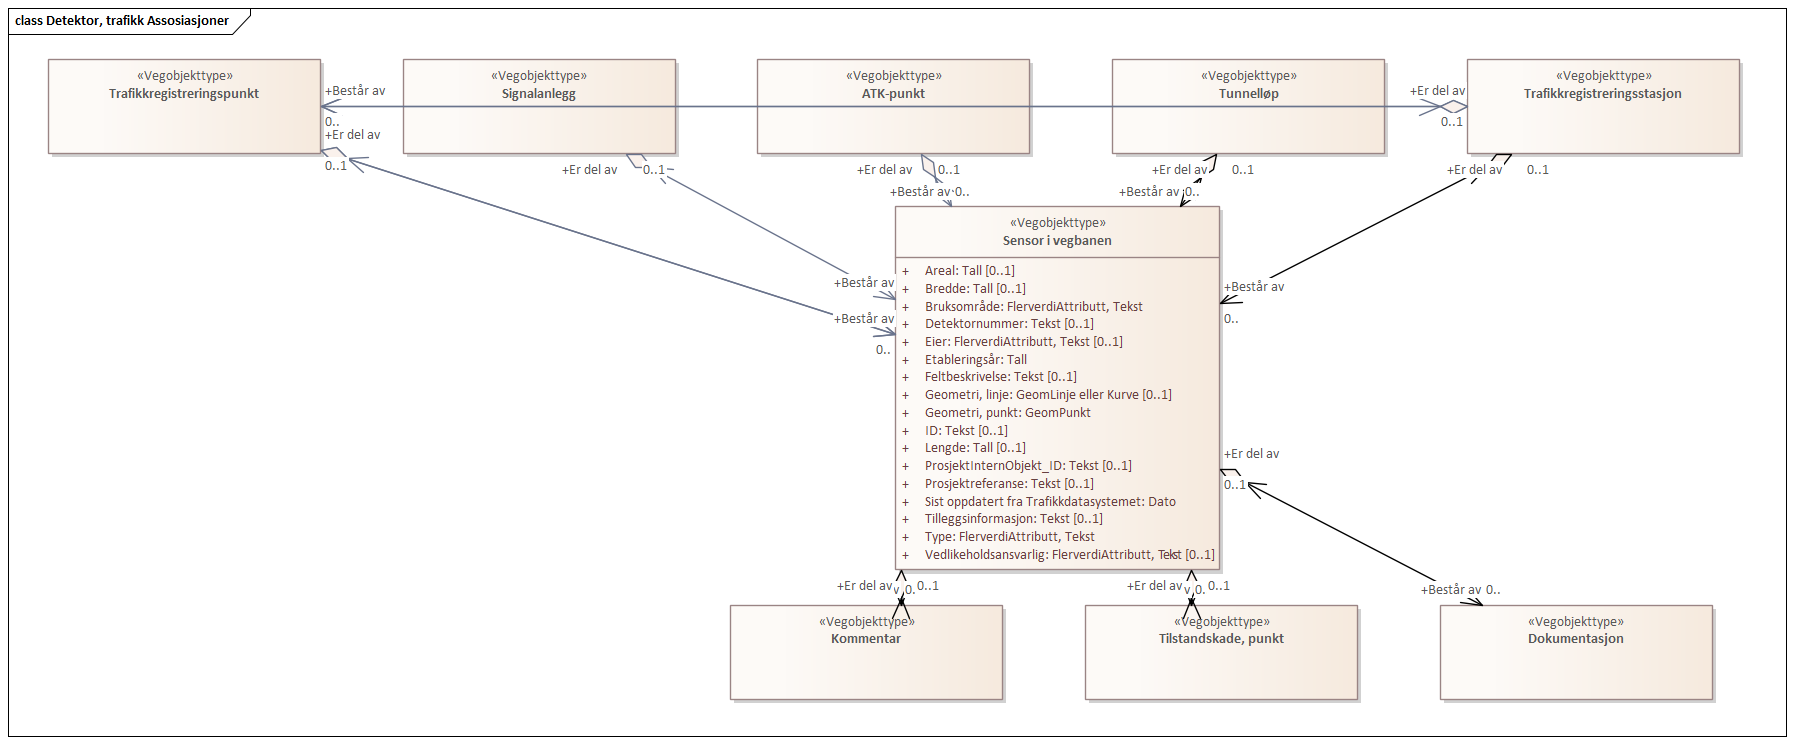 class Detektor, trafikk Assosiasjoner
«Vegobjekttype»
Trafikkregistreringspunkt
«Vegobjekttype»
Signalanlegg
«Vegobjekttype»
ATK-punkt
«Vegobjekttype»
Tunnelløp
«Vegobjekttype»
Trafikkregistreringsstasjon
+Består av
0..
+Er del av
0..1
+Er del av
0..1
+Er del av
0..1
+Består av
+Er del av
0..1
+Består av 0..
+Er del av
0..1
+Består av 0..
+Er del av
0..1
+Består av
0..
+Består av
0..
«Vegobjekttype»
Sensor i vegbanen
+ Areal: Tall [0..1]
+ Bredde: Tall [0..1]
+ Bruksområde: FlerverdiAttributt, Tekst
+ Detektornummer: Tekst [0..1]
+ Eier: FlerverdiAttributt, Tekst [0..1]
+ Etableringsår: Tall
+ Feltbeskrivelse: Tekst [0..1]
+ Geometri, linje: GeomLinje eller Kurve [0..1]
+ Geometri, punkt: GeomPunkt
+ ID: Tekst [0..1]
+ Lengde: Tall [0..1]
+ ProsjektInternObjekt_ID: Tekst [0..1]
+ Prosjektreferanse: Tekst [0..1]
+ Sist oppdatert fra Trafikkdatasystemet: Dato
+ Tilleggsinformasjon: Tekst [0..1]
+ Type: FlerverdiAttributt, Tekst
+ Vedlikeholdsansvarlig: FlerverdiAttributt, Tekst [0..1]
+Er del av
0..1
+Består av 0..
+Er del av
0..1
+Er del av
0..1
«Vegobjekttype»
Kommentar
«Vegobjekttype»
Tilstandskade, punkt
«Vegobjekttype»
Dokumentasjon